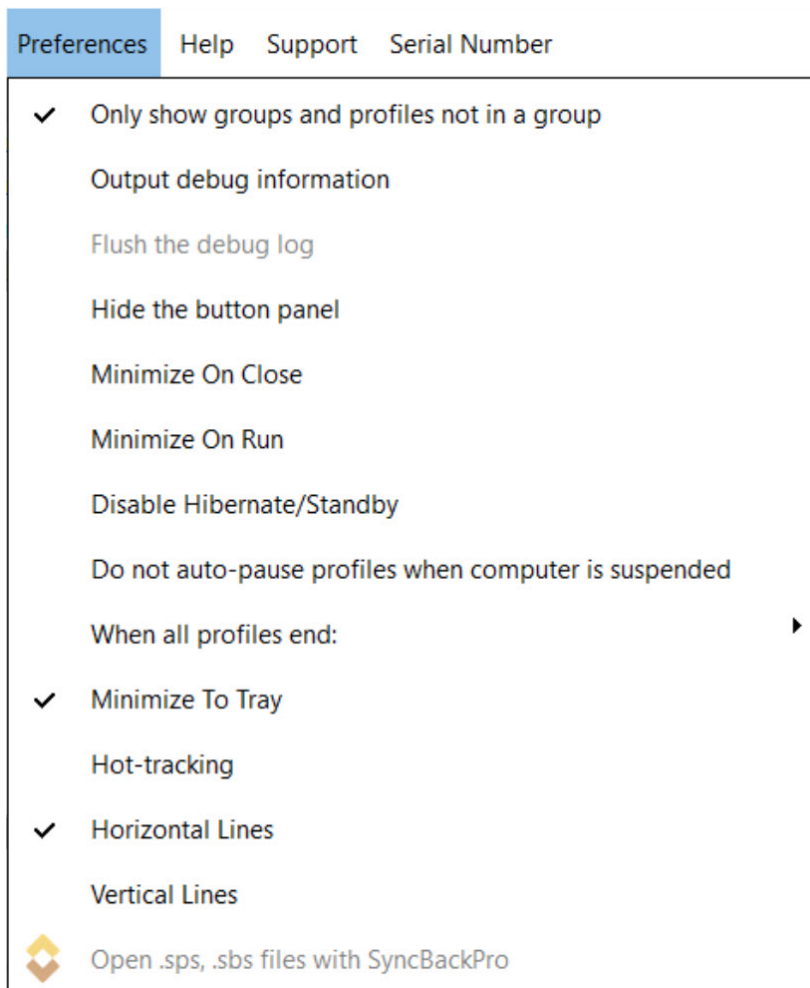 Preferences Help Support Serial Number
Only show groups and profiles not in a group
Output debug information
Flush the debug log
Hide the button panel
Minimize On Close
Minimize On Run
Disable Hibernate/Standby
Do not auto-pause profiles when computer is suspended
When all profiles end:
Minimize To Tray
Hot-tracking
Horizontal Lines
Vertical Lines
Open .sps, .sbs files with SyncBackPro